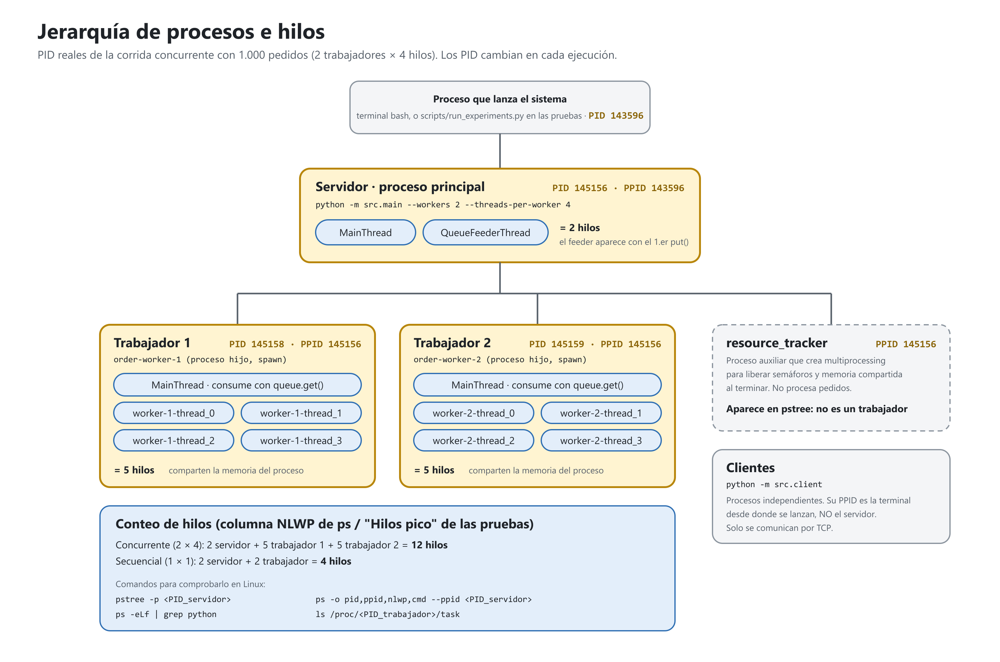 Jerarquía de procesos e hilos
PID reales de la corrida concurrente con 1.000 pedidos (2 trabajadores × 4 hilos). Los PID cambian en cada ejecución.
Proceso que lanza el sistema
terminal bash, o scripts/run_experiments.py en las pruebas · PID 143596
Servidor · proceso principal
PID 145156 · PPID 143596
python -m src.main --workers 2 --threads-per-worker 4
MainThread
QueueFeederThread
= 2 hilos
el feeder aparece con el 1.er put()
Trabajador 1
PID 145158 · PPID 145156
order-worker-1 (proceso hijo, spawn)
MainThread · consume con queue.get()
worker-1-thread_0
worker-1-thread_1
worker-1-thread_2
worker-1-thread_3
= 5 hilos
comparten la memoria del proceso
Trabajador 2
PID 145159 · PPID 145156
order-worker-2 (proceso hijo, spawn)
MainThread · consume con queue.get()
worker-2-thread_0
worker-2-thread_1
worker-2-thread_2
worker-2-thread_3
= 5 hilos
comparten la memoria del proceso
resource_tracker
PPID 145156
Proceso auxiliar que crea multiprocessing
para liberar semáforos y memoria compartida
al terminar. No procesa pedidos.
Aparece en pstree: no es un trabajador
Clientes
python -m src.client
Procesos independientes. Su PPID es la terminal
desde donde se lanzan, NO el servidor.
Solo se comunican por TCP.
Conteo de hilos (columna NLWP de ps / "Hilos pico" de las pruebas)
Concurrente (2 × 4): 2 servidor + 5 trabajador 1 + 5 trabajador 2 = 12 hilos
Secuencial (1 × 1): 2 servidor + 2 trabajador = 4 hilos
Comandos para comprobarlo en Linux:
pstree -p <PID_servidor>
ps -o pid,ppid,nlwp,cmd --ppid <PID_servidor>
ps -eLf | grep python
ls /proc/<PID_trabajador>/task